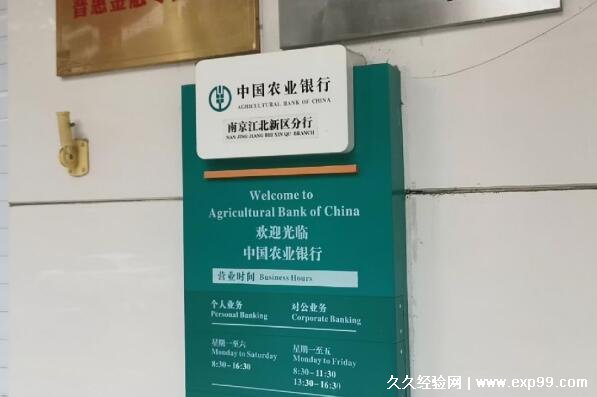 普惠金融专
中国农业银行
AGRICULTURAL BANK OF CHINA
南京江北新区分行
NAN JING JIANG BEI XIN QU BRANCH
Welcome to
Agricultural Bank of China
欢迎光临
中国农业银行
营业时间 Business Hours
个人业务 对公业务
Personal Banking Corporate Banking
星期一至六 星期一至五
Monday to Saturday Monday to Friday
8:30-16:30 8:30-11:30
13:30-16:30
久久经验网 | www.exp99.com